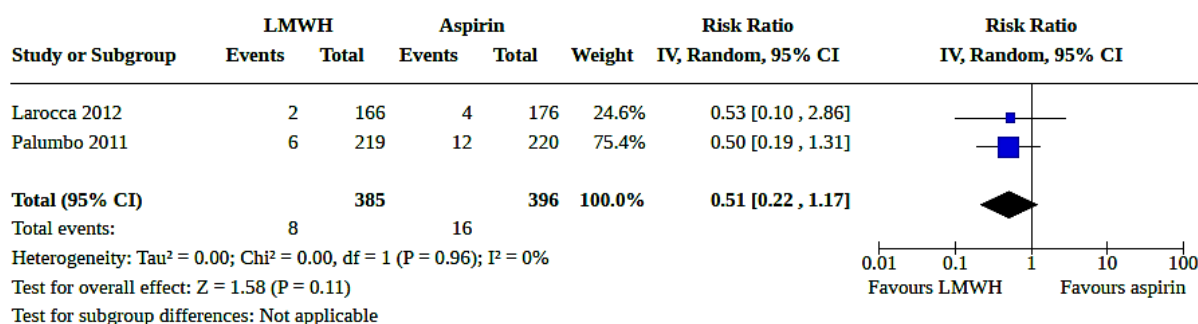 LMWH Aspirin Risk Ratio Risk Ratio
Study or Subgroup Events Total Events Total Weight IV, Random, 95% CI IV, Random, 95% CI
Larocca 2012 2 166 4 176 24.6% 0.53 [0.10 , 2.86]
Palumbo 2011 6 219 12 220 75.4% 0.50 [0.19 , 1.31]
Total (95% CI) 385 396 100.0% 0.51 [0.22 , 1.17]
Total events: 8 16
Heterogeneity: Tau² = 0.00; Chi² = 0.00, df = 1 (P = 0.96); I² = 0%
0.01 0.1 1 10 100
Test for overall effect: Z = 1.58 (P = 0.11) Favours LMWH Favours aspirin
Test for subgroup differences: Not applicable